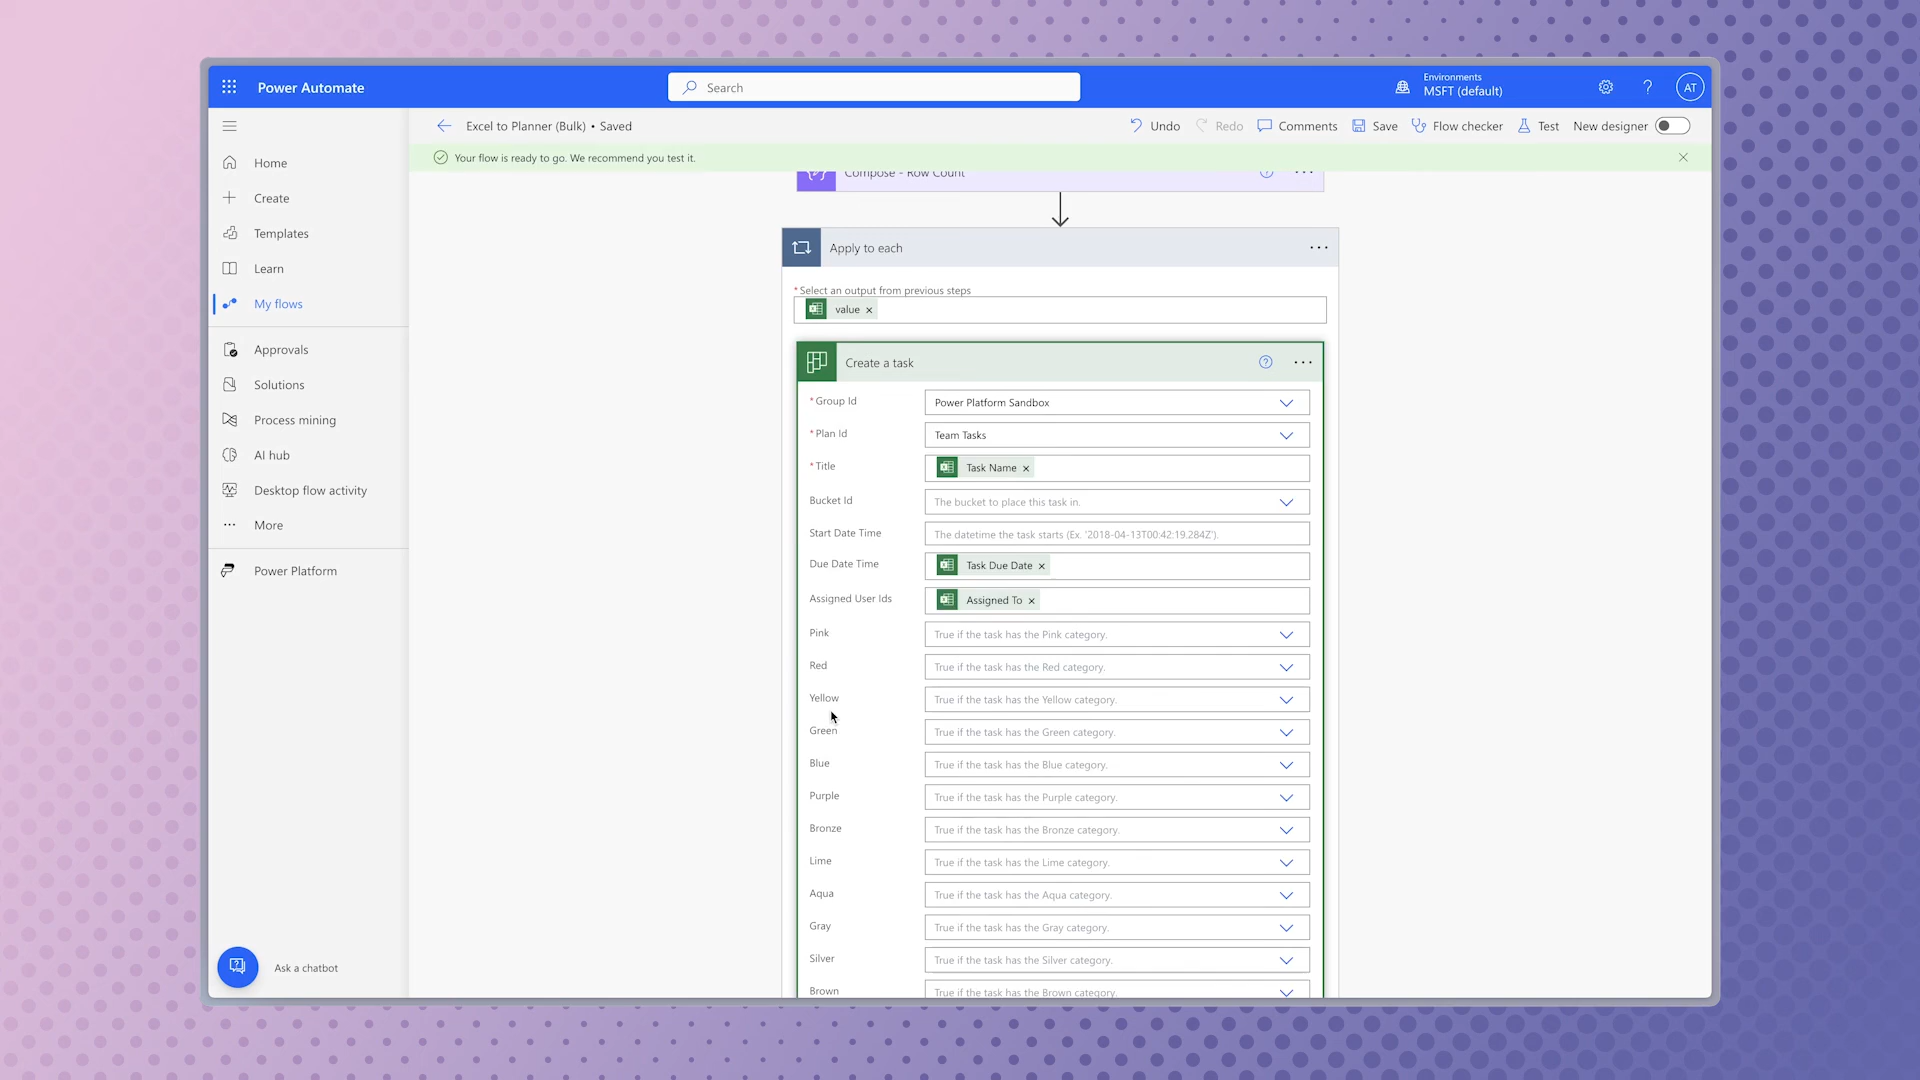 Power Automate
Search
Environments
MSFT (default)
?
AT
Excel to Planner (Bulk) • Saved
Undo
Redo
Comments
Save
Flow checker
Test
New designer
Your flow is ready to go. We recommend you test it.
Home
Create
Templates
Learn
My flows
Approvals
Solutions
Process mining
AI hub
Desktop flow activity
More
Power Platform
Ask a chatbot
Compose - Row Count
Apply to each
* Select an output from previous steps
value
Create a task
* Group Id
Power Platform Sandbox
* Plan Id
Team Tasks
* Title
Task Name
Bucket Id
The bucket to place this task in.
Start Date Time
The datetime the task starts (Ex. '2018-04-13T00:42:19.284Z').
Due Date Time
Task Due Date
Assigned User Ids
Assigned To
Pink
True if the task has the Pink category.
Red
True if the task has the Red category.
Yellow
True if the task has the Yellow category.
Green
True if the task has the Green category.
Blue
True if the task has the Blue category.
Purple
True if the task has the Purple category.
Bronze
True if the task has the Bronze category.
Lime
True if the task has the Lime category.
Aqua
True if the task has the Aqua category.
Gray
True if the task has the Gray category.
Silver
True if the task has the Silver category.
Brown
True if the task has the Brown category.